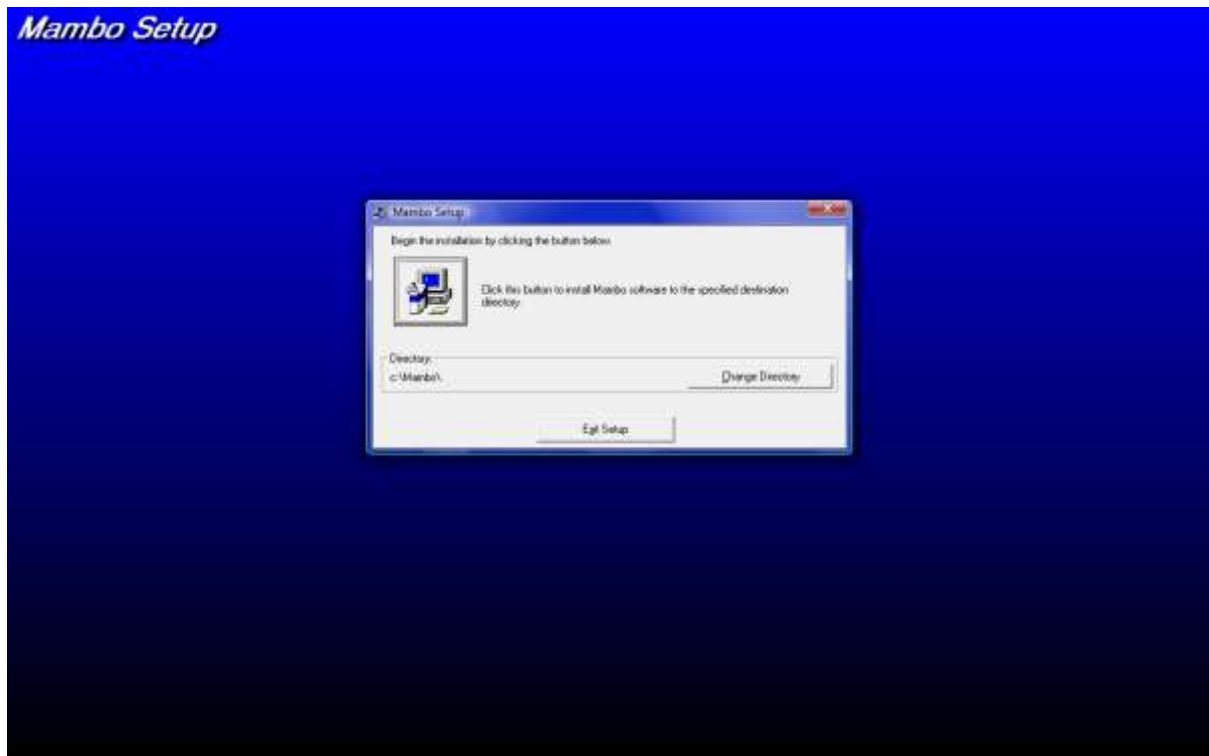 Mambo Setup
Mambo Setup
Begin the installation by clicking the button below.
Click this button to install Mambo software to the specified destination
directory.
Directory:
c:\Mambo\
Change Directory
Exit Setup